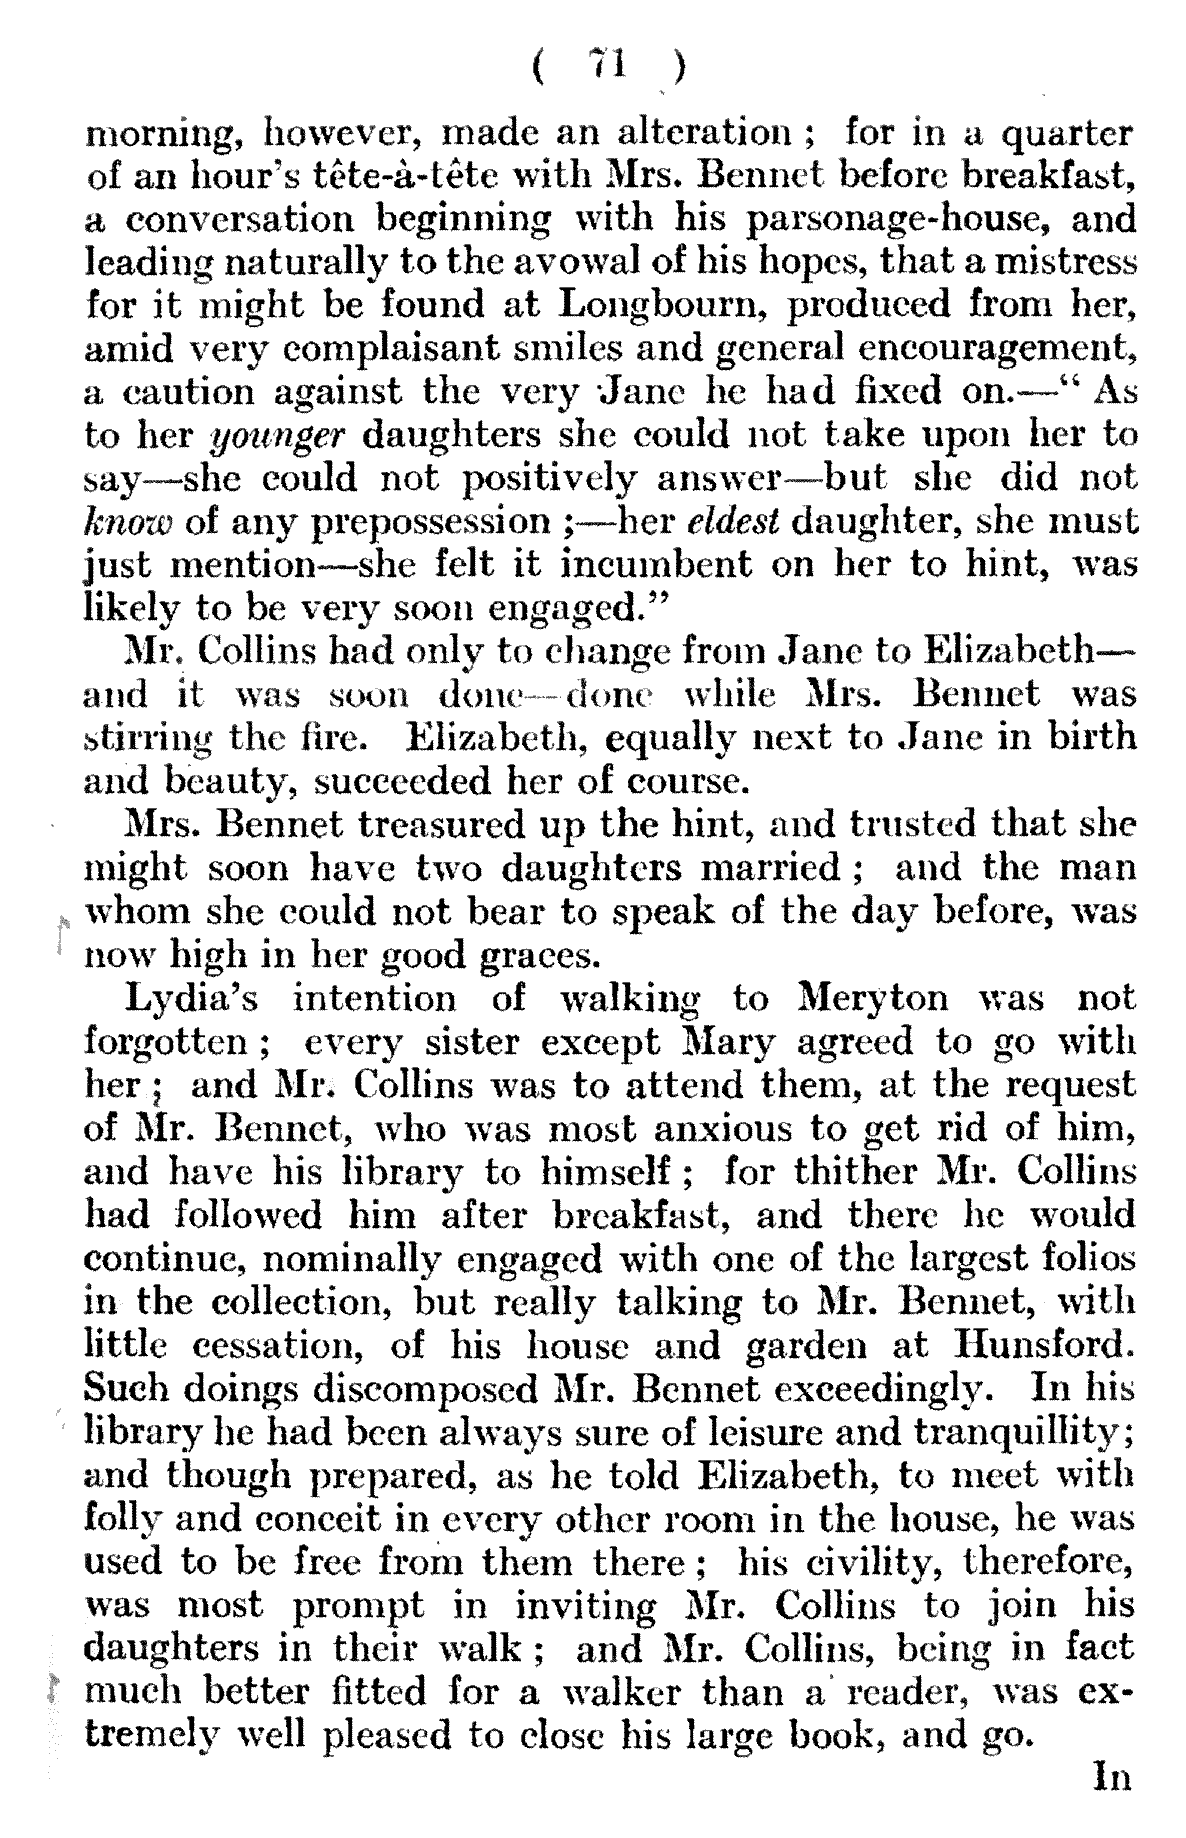 ( 71 )
morning, however, made an alteration ; for in a quarter
of an hour's tête-à-tête with Mrs. Bennet before breakfast,
a conversation beginning with his parsonage-house, and
leading naturally to the avowal of his hopes, that a mistress
for it might be found at Longbourn, produced from her,
amid very complaisant smiles and general encouragement,
a caution against the very Jane he had fixed on.—“ As
to her younger daughters she could not take upon her to
say—she could not positively answer—but she did not
know of any prepossession ;—her eldest daughter, she must
just mention—she felt it incumbent on her to hint, was
likely to be very soon engaged.”
Mr. Collins had only to change from Jane to Elizabeth—
and it was soon done—done while Mrs. Bennet was
stirring the fire. Elizabeth, equally next to Jane in birth
and beauty, succeeded her of course.
Mrs. Bennet treasured up the hint, and trusted that she
might soon have two daughters married ; and the man
whom she could not bear to speak of the day before, was
now high in her good graces.
Lydia's intention of walking to Meryton was not
forgotten ; every sister except Mary agreed to go with
her ; and Mr. Collins was to attend them, at the request
of Mr. Bennet, who was most anxious to get rid of him,
and have his library to himself ; for thither Mr. Collins
had followed him after breakfast, and there he would
continue, nominally engaged with one of the largest folios
in the collection, but really talking to Mr. Bennet, with
little cessation, of his house and garden at Hunsford.
Such doings discomposed Mr. Bennet exceedingly. In his
library he had been always sure of leisure and tranquillity;
and though prepared, as he told Elizabeth, to meet with
folly and conceit in every other room in the house, he was
used to be free from them there ; his civility, therefore,
was most prompt in inviting Mr. Collins to join his
daughters in their walk ; and Mr. Collins, being in fact
much better fitted for a walker than a reader, was ex-
tremely well pleased to close his large book, and go.
In